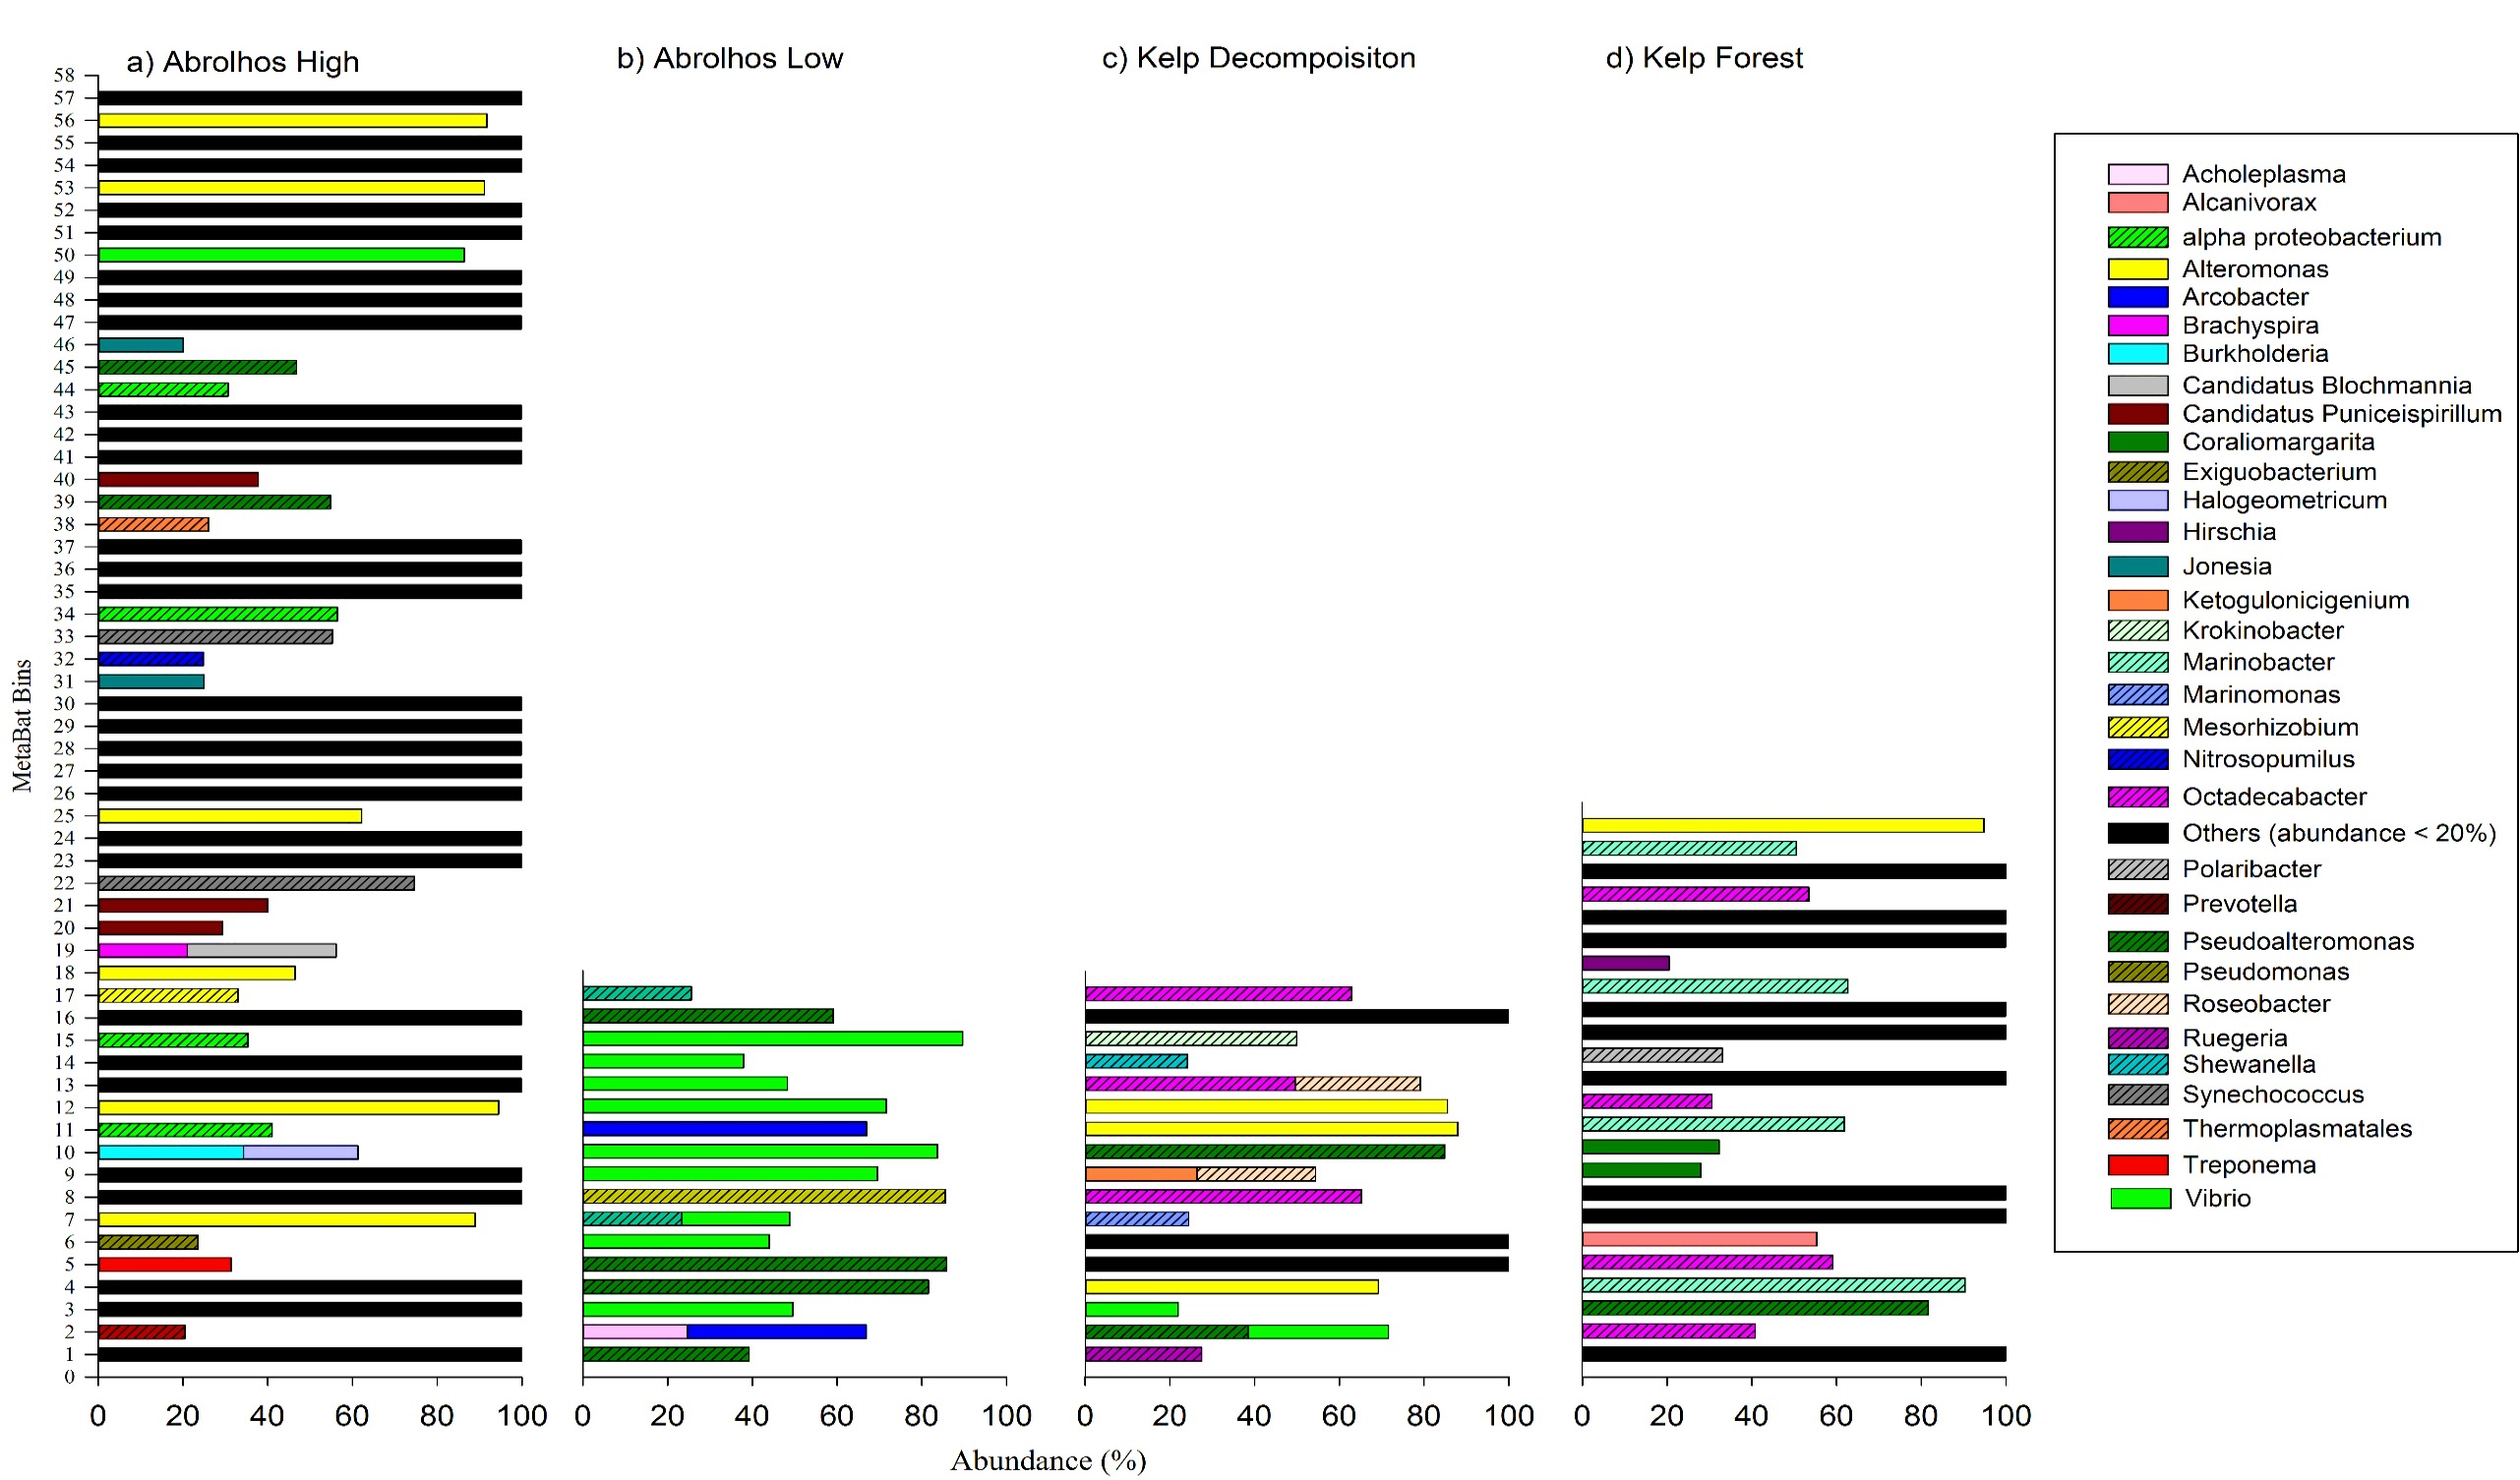 a) Abrolhos High
b) Abrolhos Low
c) Kelp Decompoisiton
d) Kelp Forest
58
57
56
55
54
53
52
51
50
49
48
47
46
45
44
43
42
41
40
39
38
37
36
35
34
33
32
31
30
29
28
27
26
25
24
23
22
21
20
19
18
17
16
15
14
13
12
11
10
9
8
7
6
5
4
3
2
1
0
MetaBat Bins
0 20 40 60 80 100
0 20 40 60 80 100
0 20 40 60 80 100
0 20 40 60 80 100
Abundance (%)
Acholeplasma
Alcanivorax
alpha proteobacterium
Alteromonas
Arcobacter
Brachyspira
Burkholderia
Candidatus Blochmannia
Candidatus Puniceispirillum
Coraliomargarita
Exiguobacterium
Halogeometricum
Hirschia
Jonesia
Ketogulonicigenium
Krokinobacter
Marinobacter
Marinomonas
Mesorhizobium
Nitrosopumilus
Octadecabacter
Others (abundance < 20%)
Polaribacter
Prevotella
Pseudoalteromonas
Pseudomonas
Roseobacter
Ruegeria
Shewanella
Synechococcus
Thermoplasmatales
Treponema
Vibrio